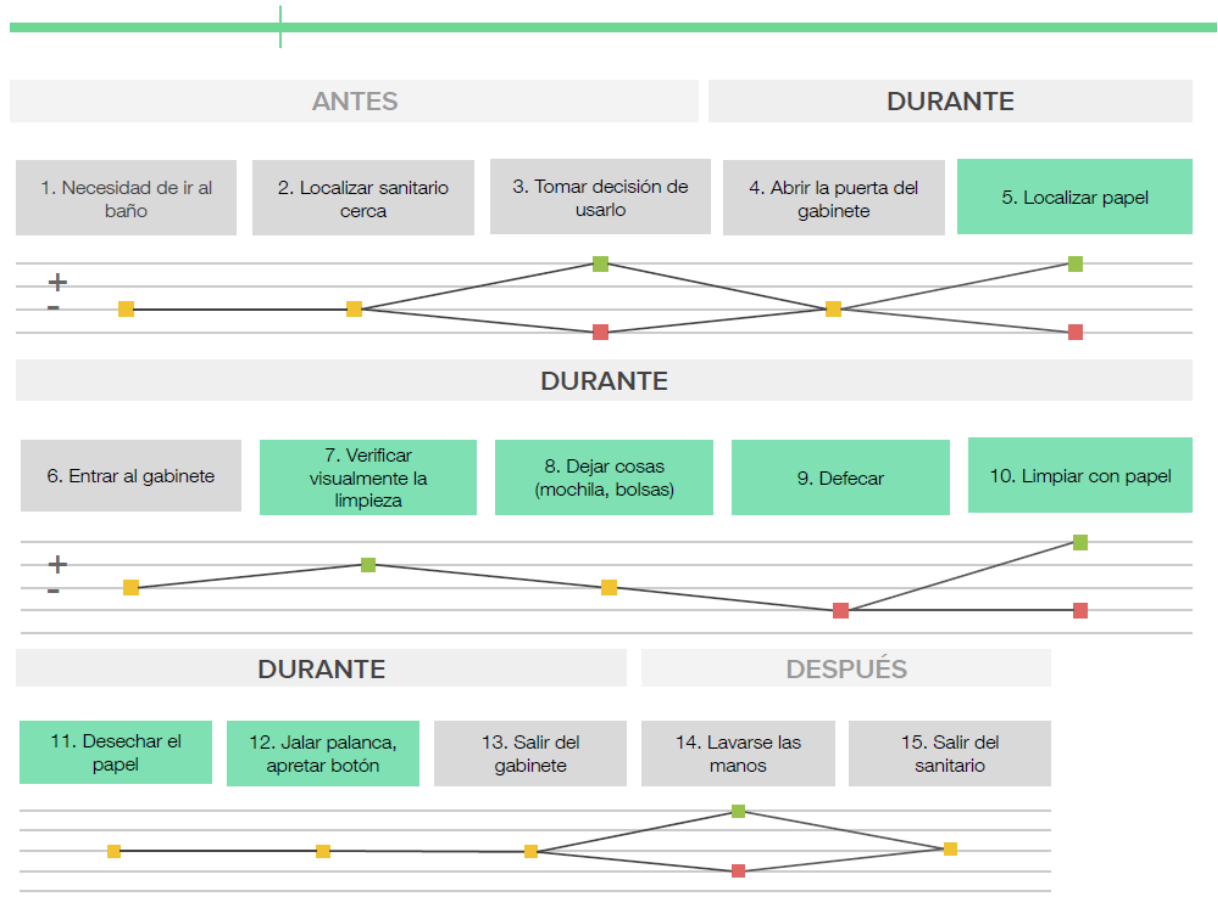 ANTES
DURANTE
1. Necesidad de ir al
baño
2. Localizar sanitario
cerca
3. Tomar decisión de
usarlo
4. Abrir la puerta del
gabinete
5. Localizar papel
+
-
DURANTE
6. Entrar al gabinete
7. Verificar
visualmente la
limpieza
8. Dejar cosas
(mochila, bolsas)
9. Defecar
10. Limpiar con papel
+
-
DURANTE
DESPUÉS
11. Desechar el
papel
12. Jalar palanca,
apretar botón
13. Salir del
gabinete
14. Lavarse las
manos
15. Salir del
sanitario